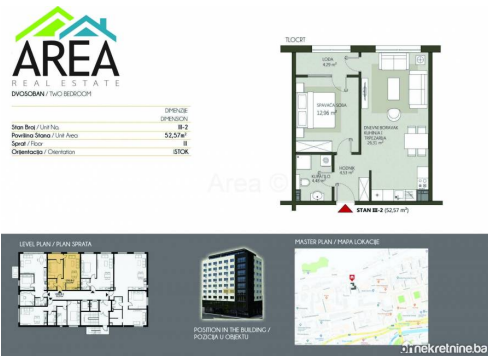 AREA
REAL ESTATE
DVOSOBAN / TWO BEDROOM
DIMENZIJE
DIMENSION
Stan Broj / Unit No. III-2
Površina Stana / Unit Area 52,57m²
Sprat / Floor III
Orijentacija / Orientation ISTOK
TLOCRT
LOĐA
SPAVAĆA SOBA
12,96 m²
DNEVNI BORAVAK
KUHINJA I
TRPEZARIJA
HODNIK
KUPATILO
STAN III-2 (52,57 m²)
Area ©
LEVEL PLAN / PLAN SPRATA
POSITION IN THE BUILDING /
POZICIJA U OBJEKTU
MASTER PLAN / MAPA LOKACIJE
nekretnine.ba